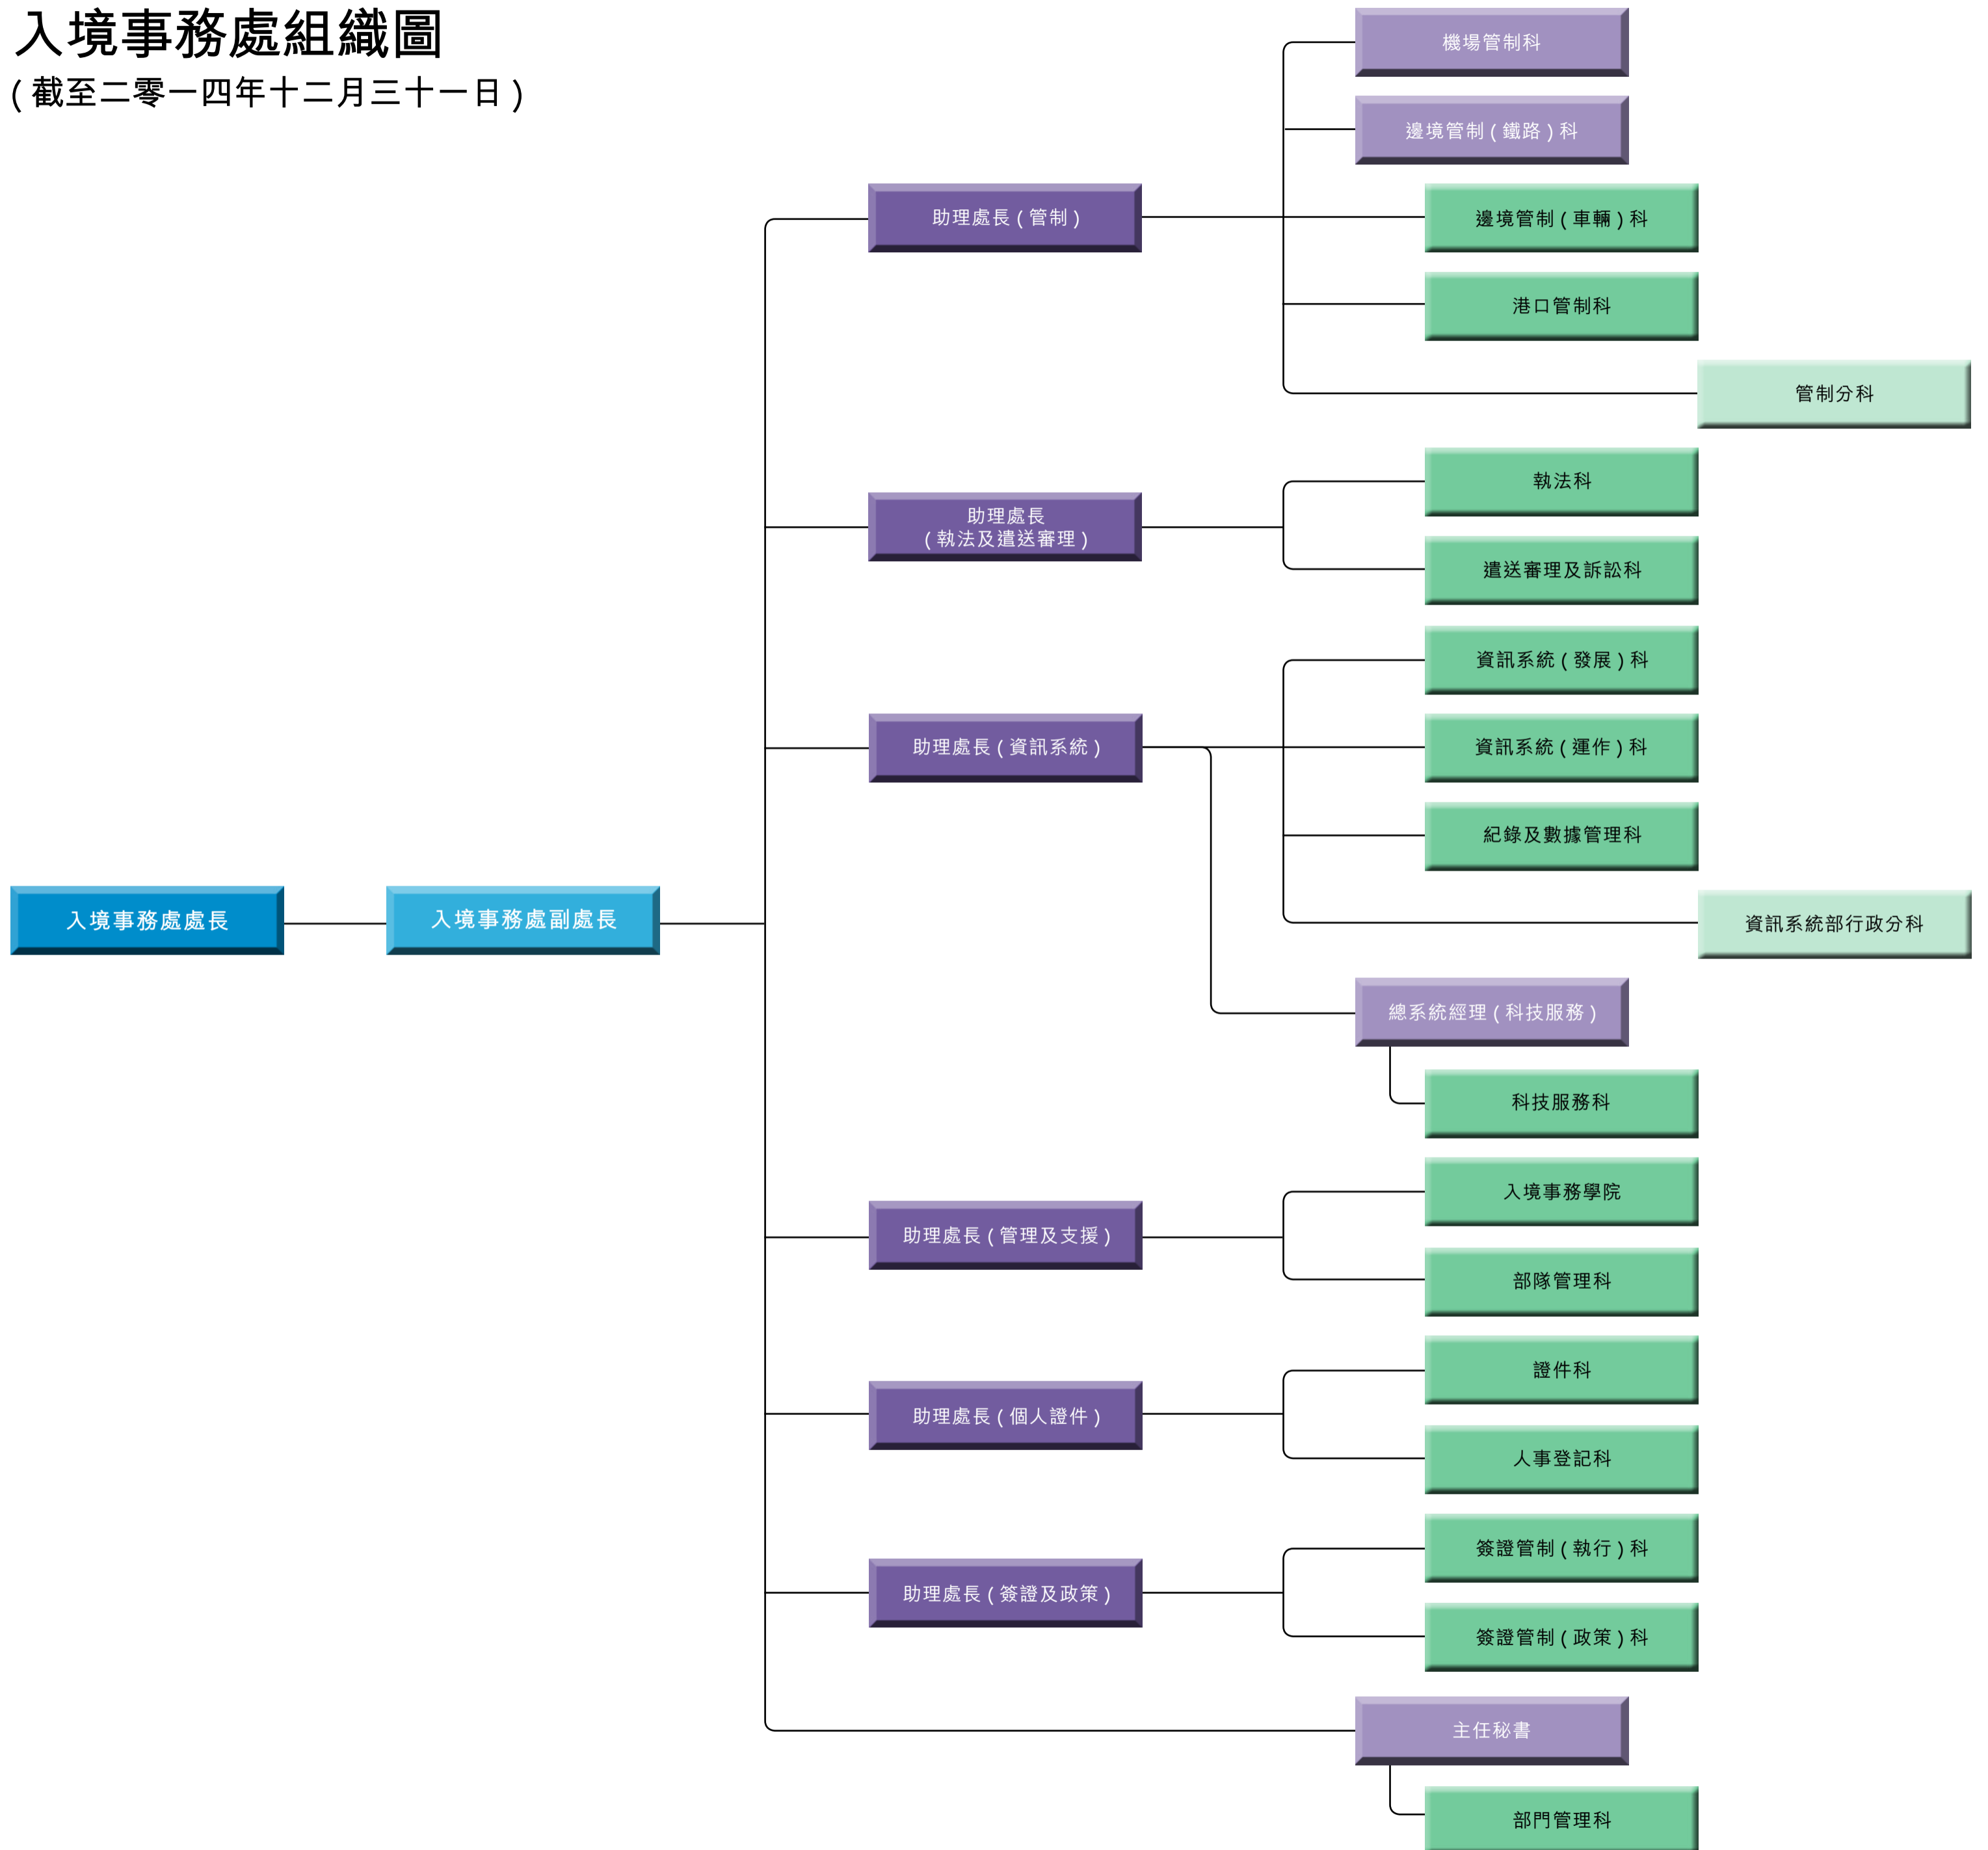 入境事務處組織圖
(截至二零一四年十二月三十一日)
機場管制科
邊境管制(鐵路)科
助理處長(管制)
邊境管制(車輛)科
港口管制科
管制分科
執法科
助理處長
(執法及遣送審理)
遣送審理及訴訟科
資訊系統(發展)科
助理處長(資訊系統)
資訊系統(運作)科
紀錄及數據管理科
入境事務處處長
入境事務處副處長
資訊系統部行政分科
總系統經理(科技服務)
科技服務科
入境事務學院
助理處長(管理及支援)
部隊管理科
證件科
助理處長(個人證件)
人事登記科
簽證管制(執行)科
助理處長(簽證及政策)
簽證管制(政策)科
主任秘書
部門管理科